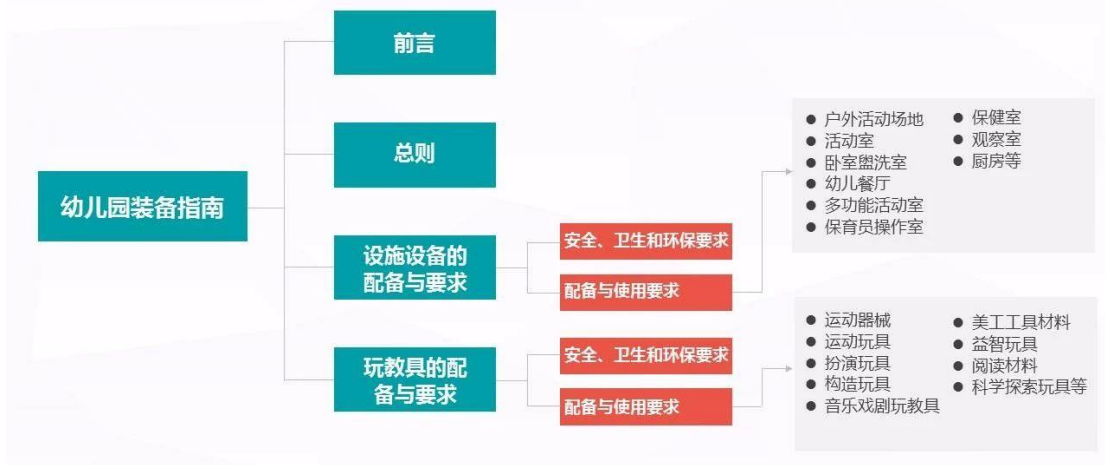 幼儿园装备指南
前言
总则
设施设备的
配备与要求
安全、卫生和环保要求
配备与使用要求
● 户外活动场地
● 活动室
● 卧室盥洗室
● 幼儿餐厅
● 多功能活动室
● 保育员操作室
● 保健室
● 观察室
● 厨房等
玩教具的配
备与要求
安全、卫生和环保要求
配备与使用要求
● 运动器械
● 运动玩具
● 扮演玩具
● 构造玩具
● 音乐戏剧玩教具
● 美工工具材料
● 益智玩具
● 阅读材料
● 科学探索玩具等